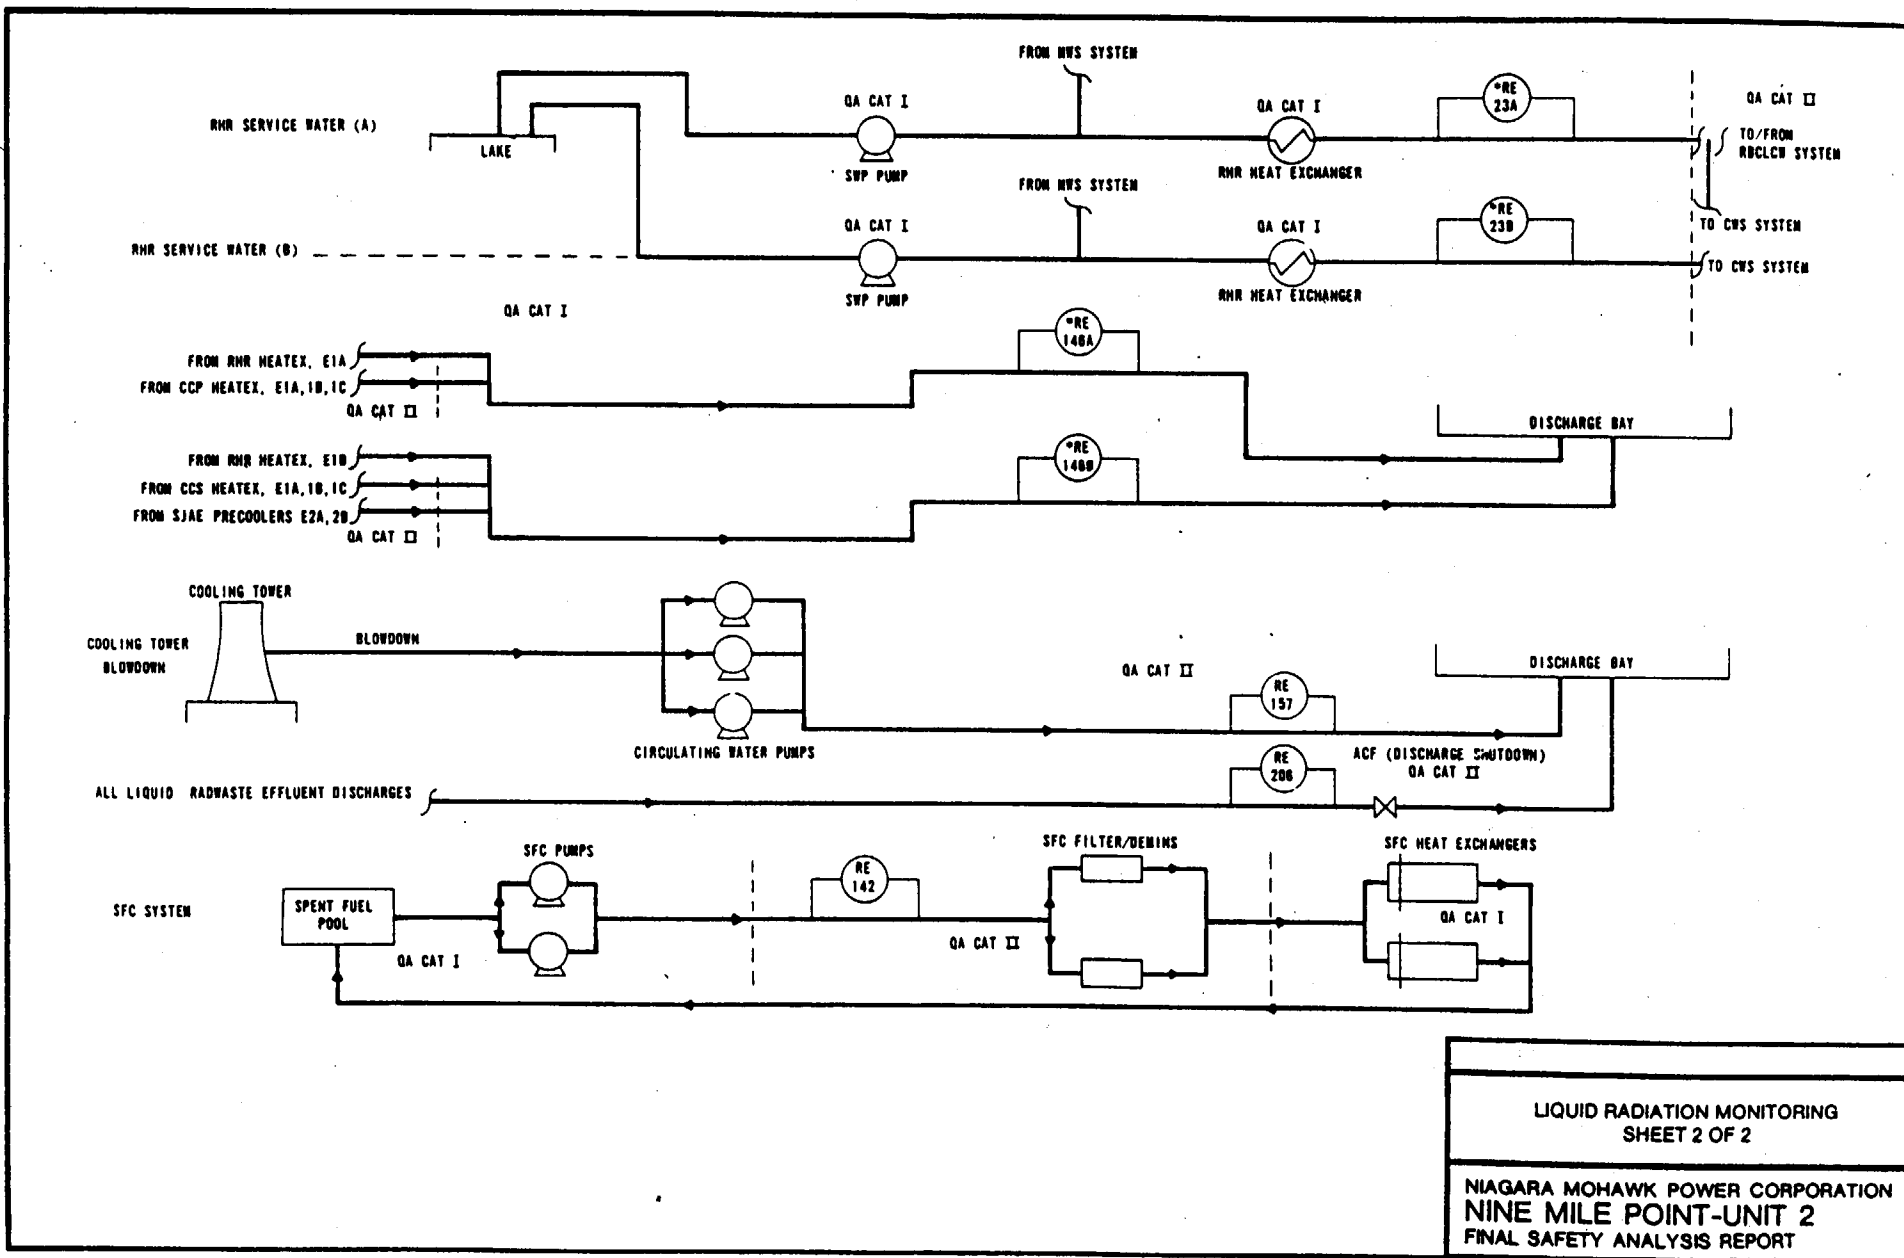 FROM MWS SYSTEM
QA CAT I
QA CAT I
*RE
23A
QA CAT II
RHR SERVICE WATER (A)
LAKE
TO/FROM
RBCLCW SYSTEM
SWP PUMP
RHR HEAT EXCHANGER
FROM MWS SYSTEM
QA CAT I
QA CAT I
*RE
23B
TO CWS SYSTEM
RHR SERVICE WATER (B)
TO CWS SYSTEM
SWP PUMP
RHR HEAT EXCHANGER
QA CAT I
*RE
146A
FROM RHR HEATEX, E1A
FROM CCP HEATEX, E1A,1B,1C
QA CAT II
DISCHARGE BAY
*RE
146B
FROM RHR HEATEX, E1B
FROM CCS HEATEX, E1A,1B,1C
FROM SJAE PRECOOLERS E2A,2B
QA CAT II
COOLING TOWER
COOLING TOWER
BLOWDOWN
BLOWDOWN
QA CAT II
DISCHARGE BAY
RE
157
CIRCULATING WATER PUMPS
RE
206
ACF (DISCHARGE SHUTDOWN)
QA CAT II
ALL LIQUID RADWASTE EFFLUENT DISCHARGES
SFC PUMPS
RE
142
SFC FILTER/DEMINS
SFC HEAT EXCHANGERS
SFC SYSTEM
SPENT FUEL
POOL
QA CAT I
QA CAT II
QA CAT I
LIQUID RADIATION MONITORING
SHEET 2 OF 2
NIAGARA MOHAWK POWER CORPORATION
NINE MILE POINT-UNIT 2
FINAL SAFETY ANALYSIS REPORT